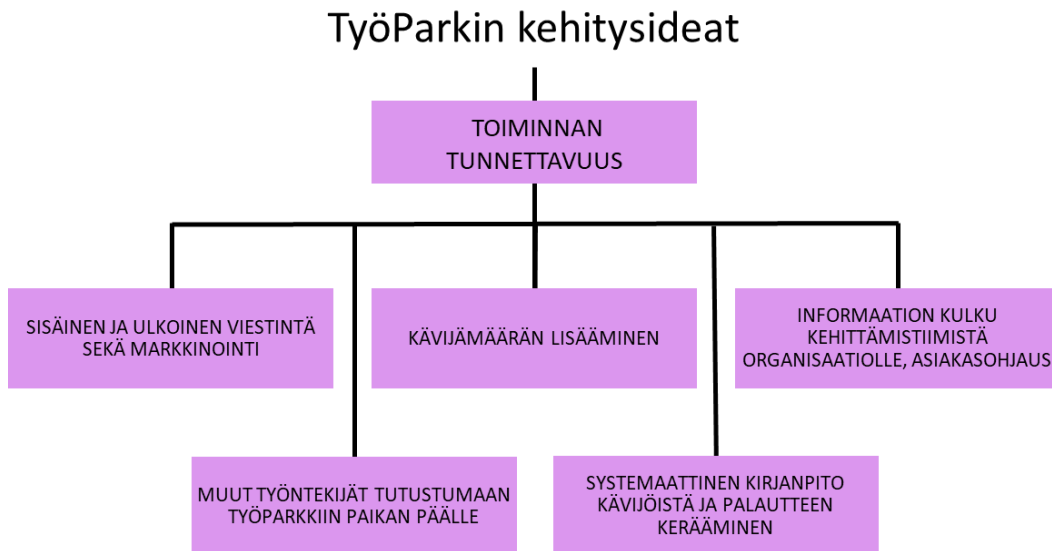 TyöParkin kehitysideat
TOIMINNAN
TUNNETTAVUUS
SISÄINEN JA ULKOINEN VIESTINTÄ
SEKÄ MARKKINOINTI
KÄVIJÄMÄÄRÄN LISÄÄMINEN
INFORMAATION KULKU
KEHITTÄMISTIIMISTÄ
ORGANISAATIOLLE, ASIAKASOHJAUS
MUUT TYÖNTEKIJÄT TUTUSTUMAAN
TYÖPARKKIIN PAIKAN PÄÄLLE
SYSTEMAATTINEN KIRJANPITO
KÄVIJÖISTÄ JA PALAUTTEEN
KERÄÄMINEN